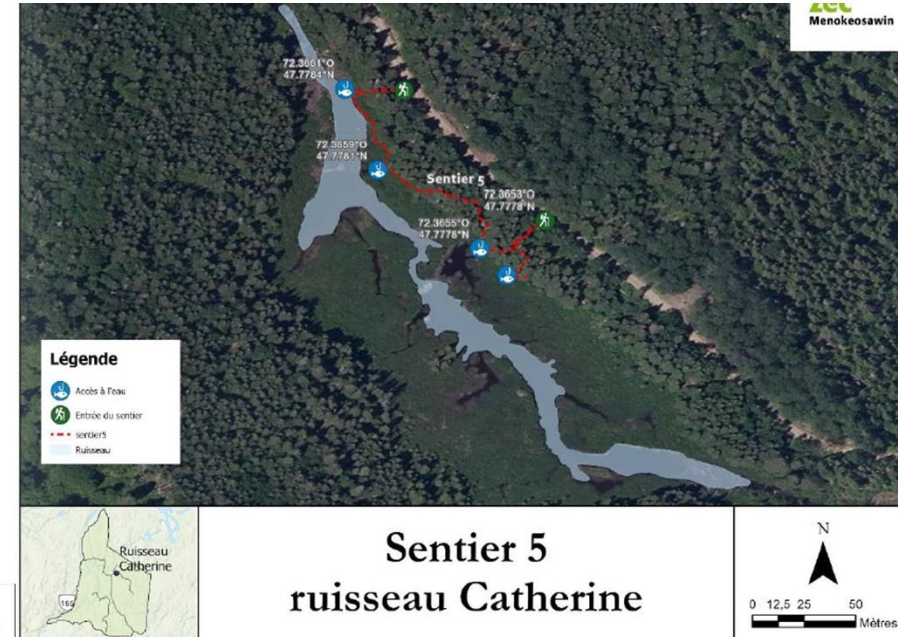 zec
Menokeosawin
72.3661°O
47.7784°N
72.3659°O
47.7781°N
Sentier 5
72.3653°O
47.7778°N
72.3655°O
47.7778°N
Légende
Accès à l'eau
Entrée du sentier
sentier5
Ruisseau
Ruisseau
Catherine
Sentier 5
ruisseau Catherine
N
0 12,5 25 50
Mètres